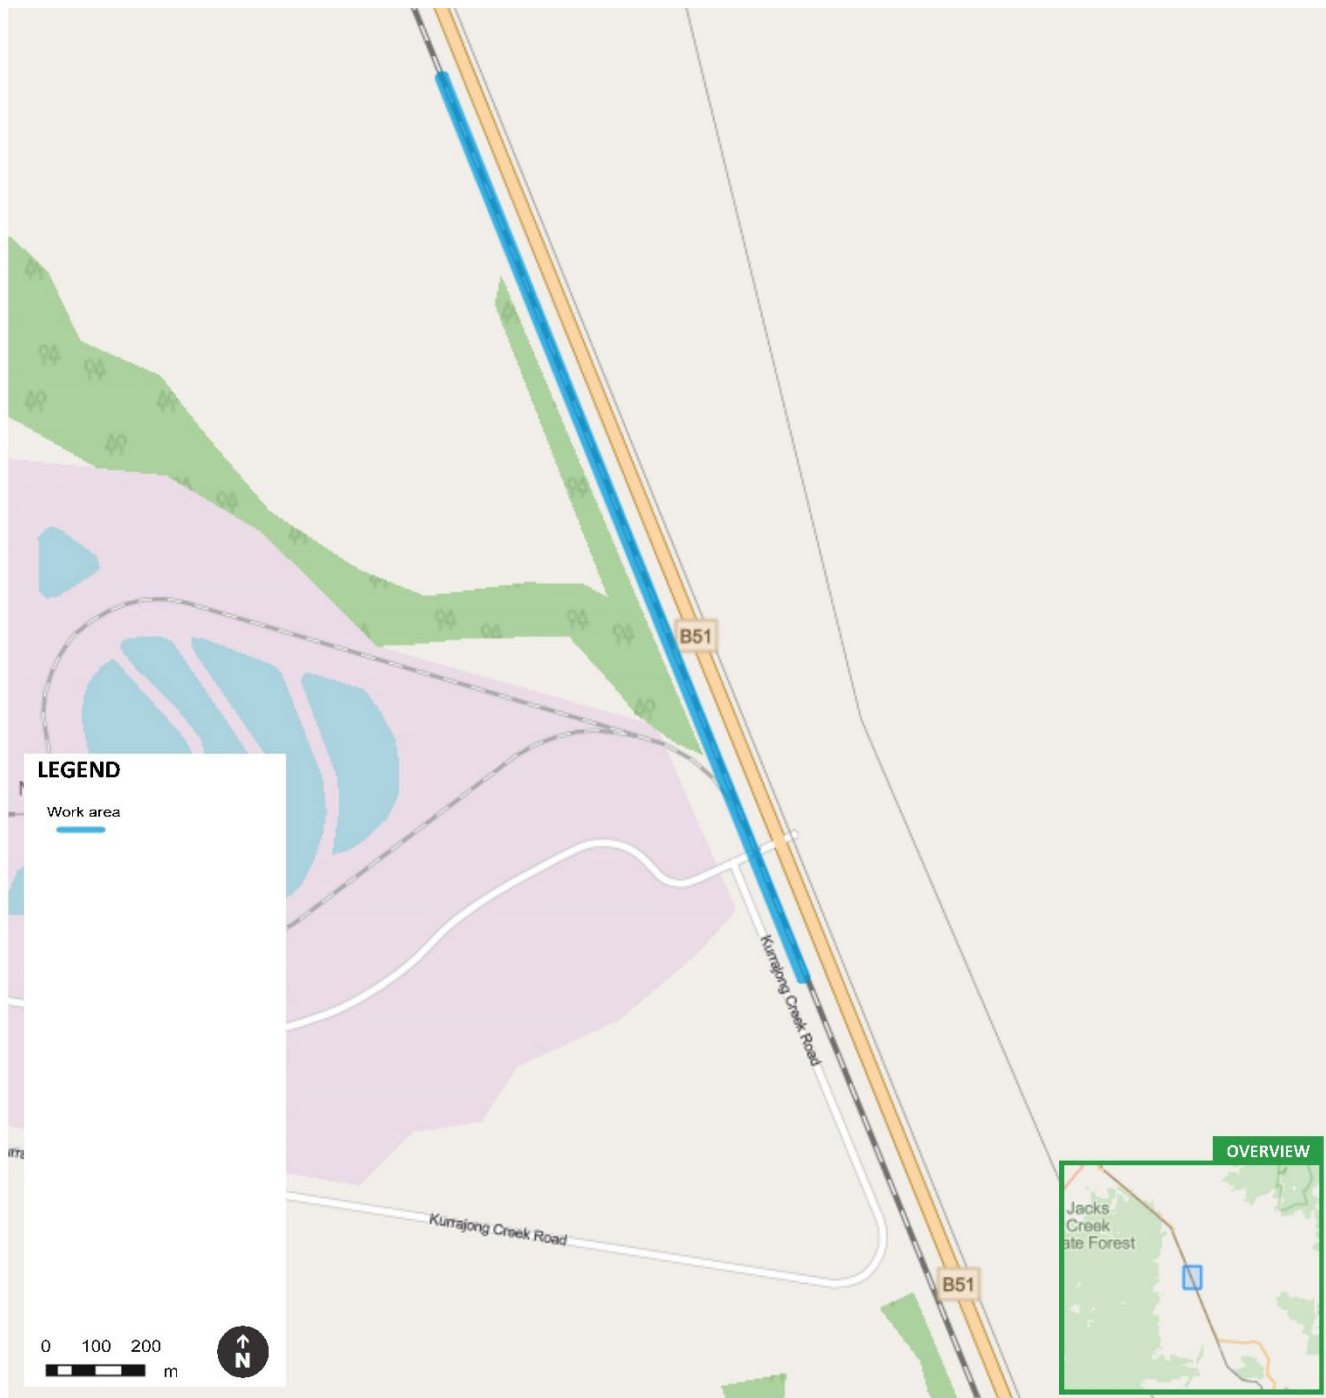 B51
LEGEND
Work area
Kurrajong Creek Road
Kurrajong Creek Road
B51
0 100 200
m
N
OVERVIEW
Jacks
Creek
ate Forest